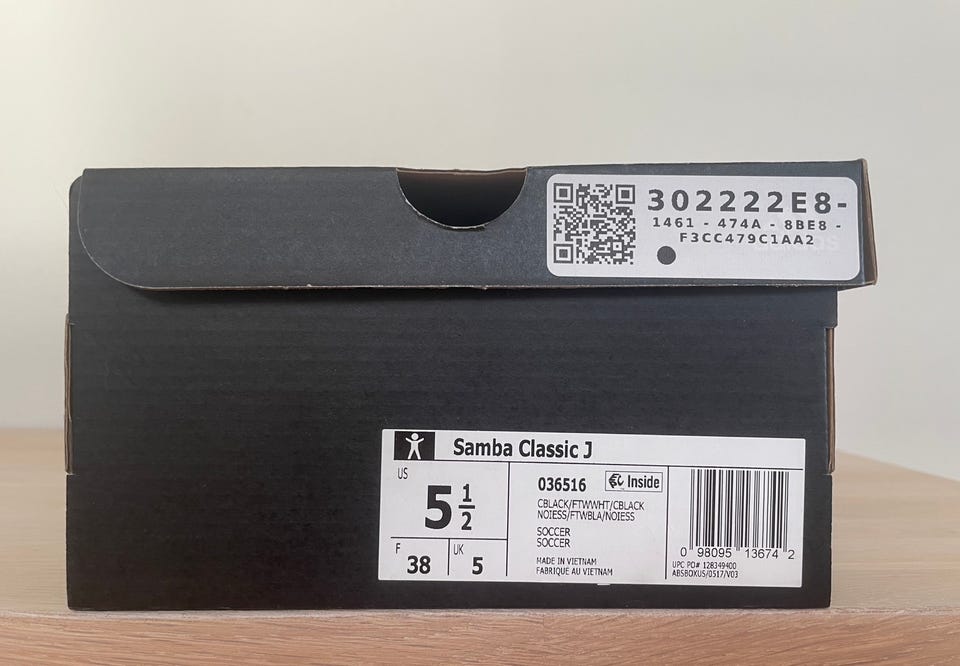 302222E8-
1461 - 474A - 8BE8 -
F3CC479C1AA2
Samba Classic J
US
5 1/2
F
38
UK
5
036516
Inside
CBLACK/FTWWHT/CBLACK
NOIESS/FTWBLA/NOIESS
SOCCER
SOCCER
MADE IN VIETNAM
FABRIQUE AU VIETNAM
0 98095 13674 2
UPC PO# 128349400
ABSBOXUS/0517/V03